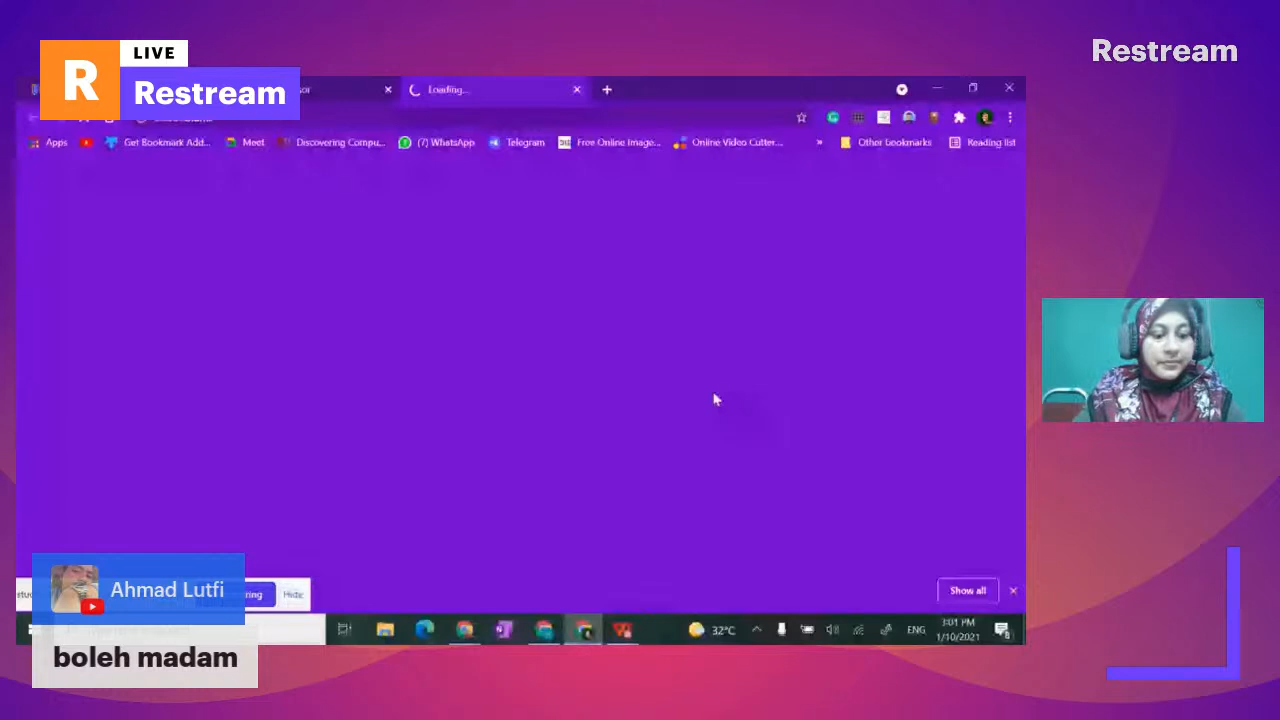 LIVE
R
Restream
Restream
Loading...
Apps
Get Bookmark Add...
Meet
Discovering Compu...
(7) WhatsApp
Telegram
Free Online Image...
Online Video Cutter...
»
Other bookmarks
Reading list
Ahmad Lutfi
Hide
Show all
boleh madam
32°C
ENG
3:01 PM
1/10/2021